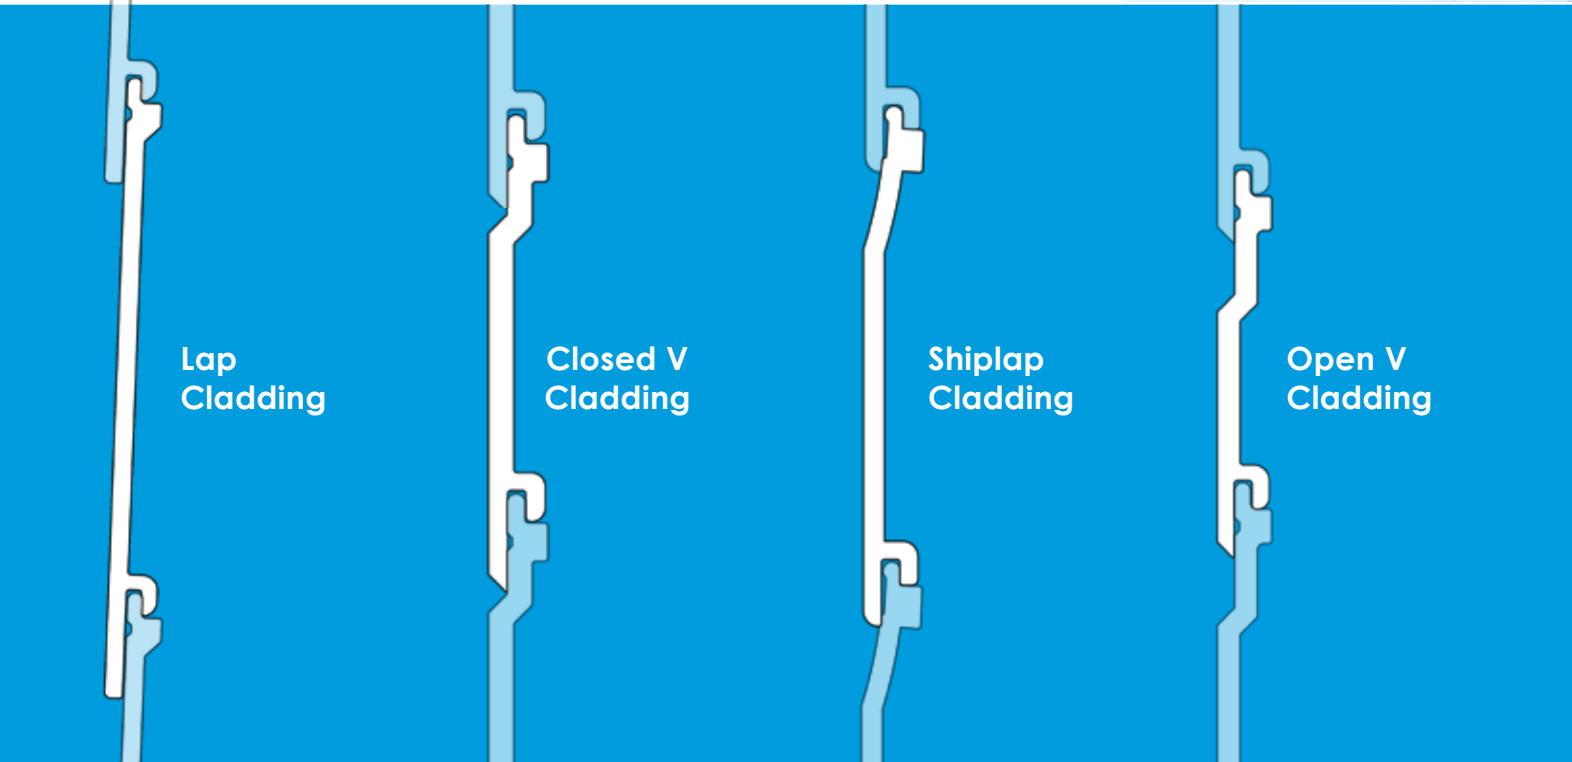 Lap
Cladding
Closed V
Cladding
Shiplap
Cladding
Open V
Cladding